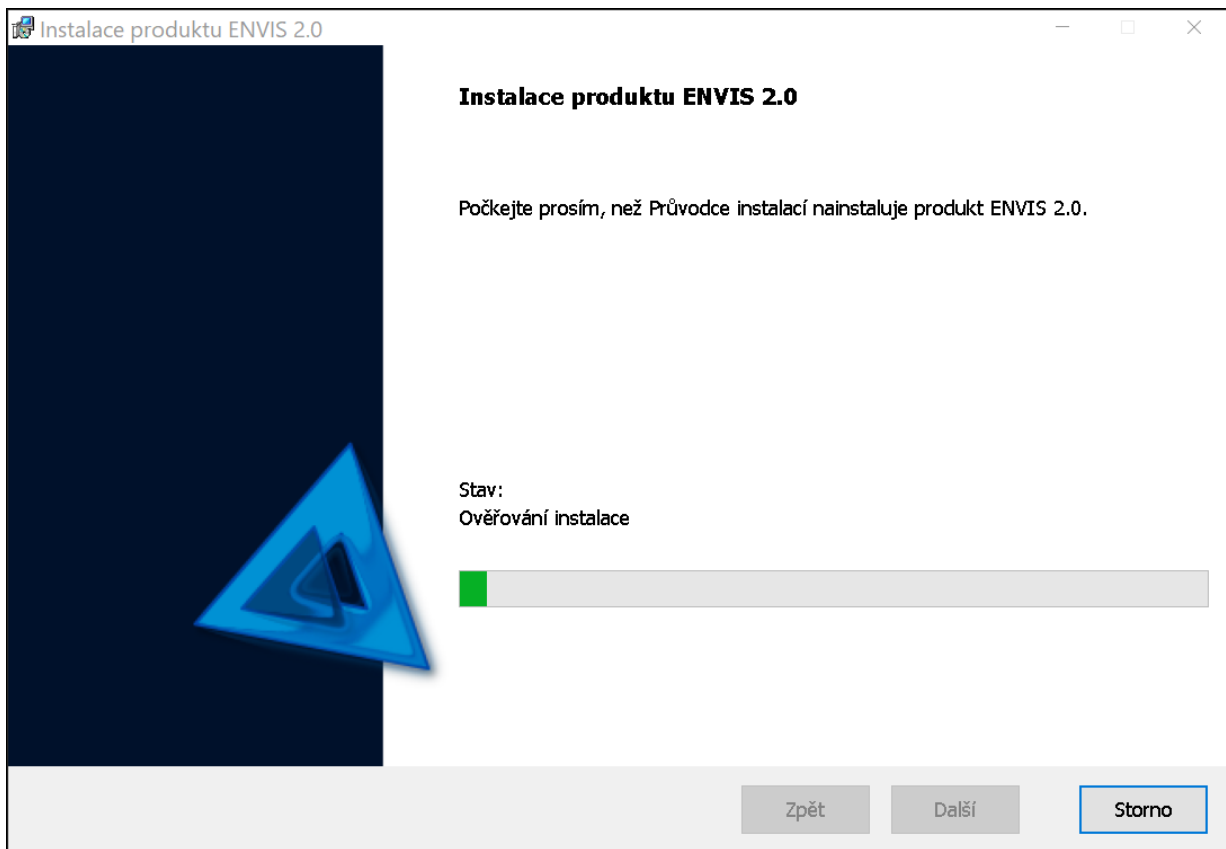 Instalace produktu ENVIS 2.0
Instalace produktu ENVIS 2.0
Počkejte prosím, než Průvodce instalací nainstaluje produkt ENVIS 2.0.
Stav:
Ověřování instalace
Zpět
Další
Storno